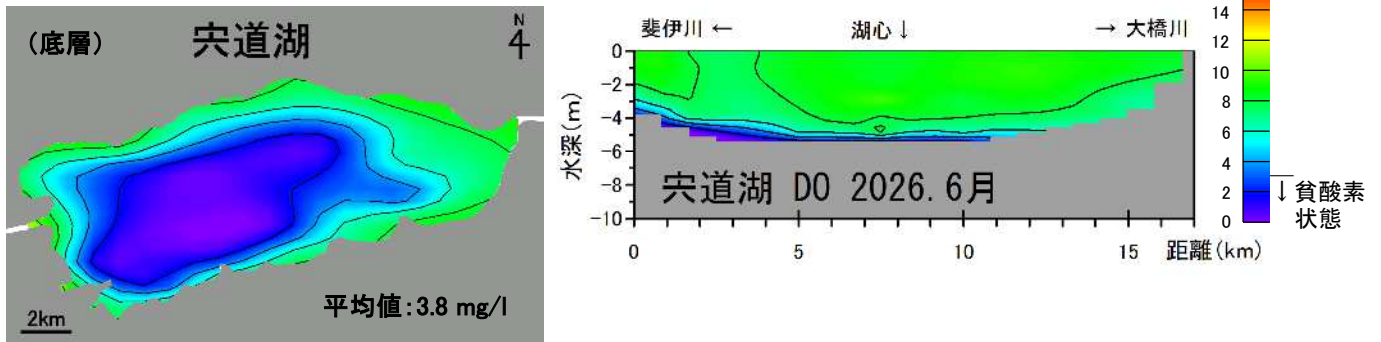 (底層)
宍道湖
N
4
2km
平均値:3.8 mg/l
斐伊川 ←
湖心↓
→ 大橋川
0
-2
-4
-6
-8
-10
水深(m)
宍道湖 DO 2026.6月
0
5
10
15
距離(km)
14
12
10
8
6
4
2
0
↓貧酸素
状態